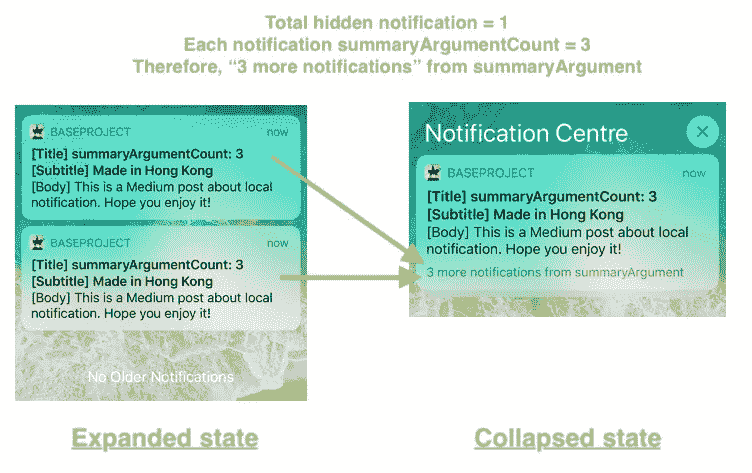 Total hidden notification = 1
Each notification summaryArgumentCount = 3
Therefore, “3 more notifications” from summaryArgument
BASEPROJECT now
[Title] summaryArgumentCount: 3
[Subtitle] Made in Hong Kong
[Body] This is a Medium post about local
notification. Hope you enjoy it!
BASEPROJECT now
[Title] summaryArgumentCount: 3
[Subtitle] Made in Hong Kong
[Body] This is a Medium post about local
notification. Hope you enjoy it!
No Older Notifications
Expanded state
Notification Centre
BASEPROJECT now
[Title] summaryArgumentCount: 3
[Subtitle] Made in Hong Kong
[Body] This is a Medium post about local
notification. Hope you enjoy it!
3 more notifications from summaryArgument
Collapsed state